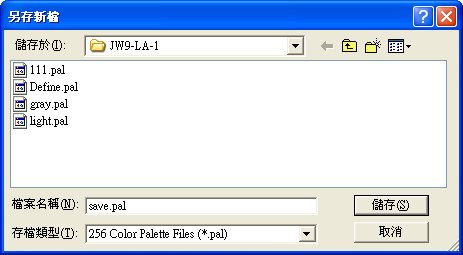 另存新檔
儲存於(I): JW9-LA-1
111.pal
Define.pal
gray.pal
light.pal
檔案名稱(N): save.pal 儲存(S)
存檔類型(T): 256 Color Palette Files (*.pal) 取消